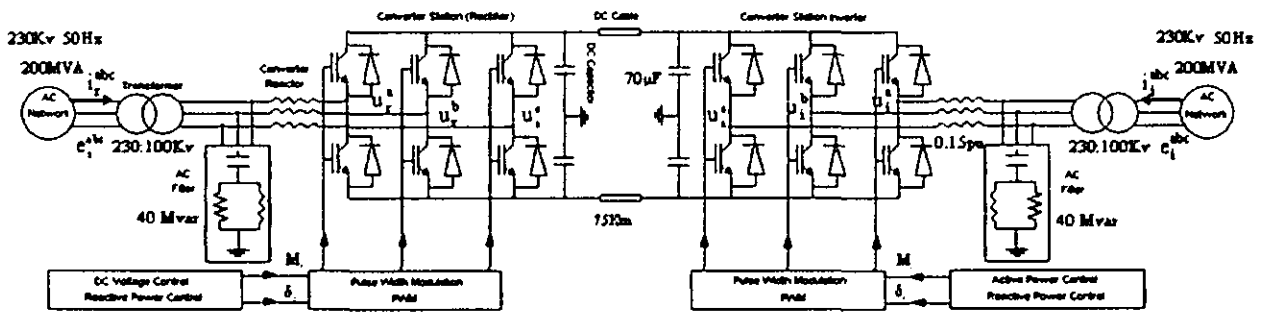 Converter Station (Rectifier)
DC Cable
Converter Station Inverter
230Kv 50Hz
200MVA
AC
Network
Transformer
Converter
Reactor
DC Capacitor
70μF
230Kv 50Hz
200MVA
AC
Network
230:100Kv
AC
Filter
40 Mvar
75Km
0.15pu
230:100Kv
AC
Filter
40 Mvar
DC Voltage Control
Reactive Power Control
M
δ
Pulse Width Modulation
PWM
Pulse Width Modulation
PWM
M
δ
Active Power Control
Reactive Power Control